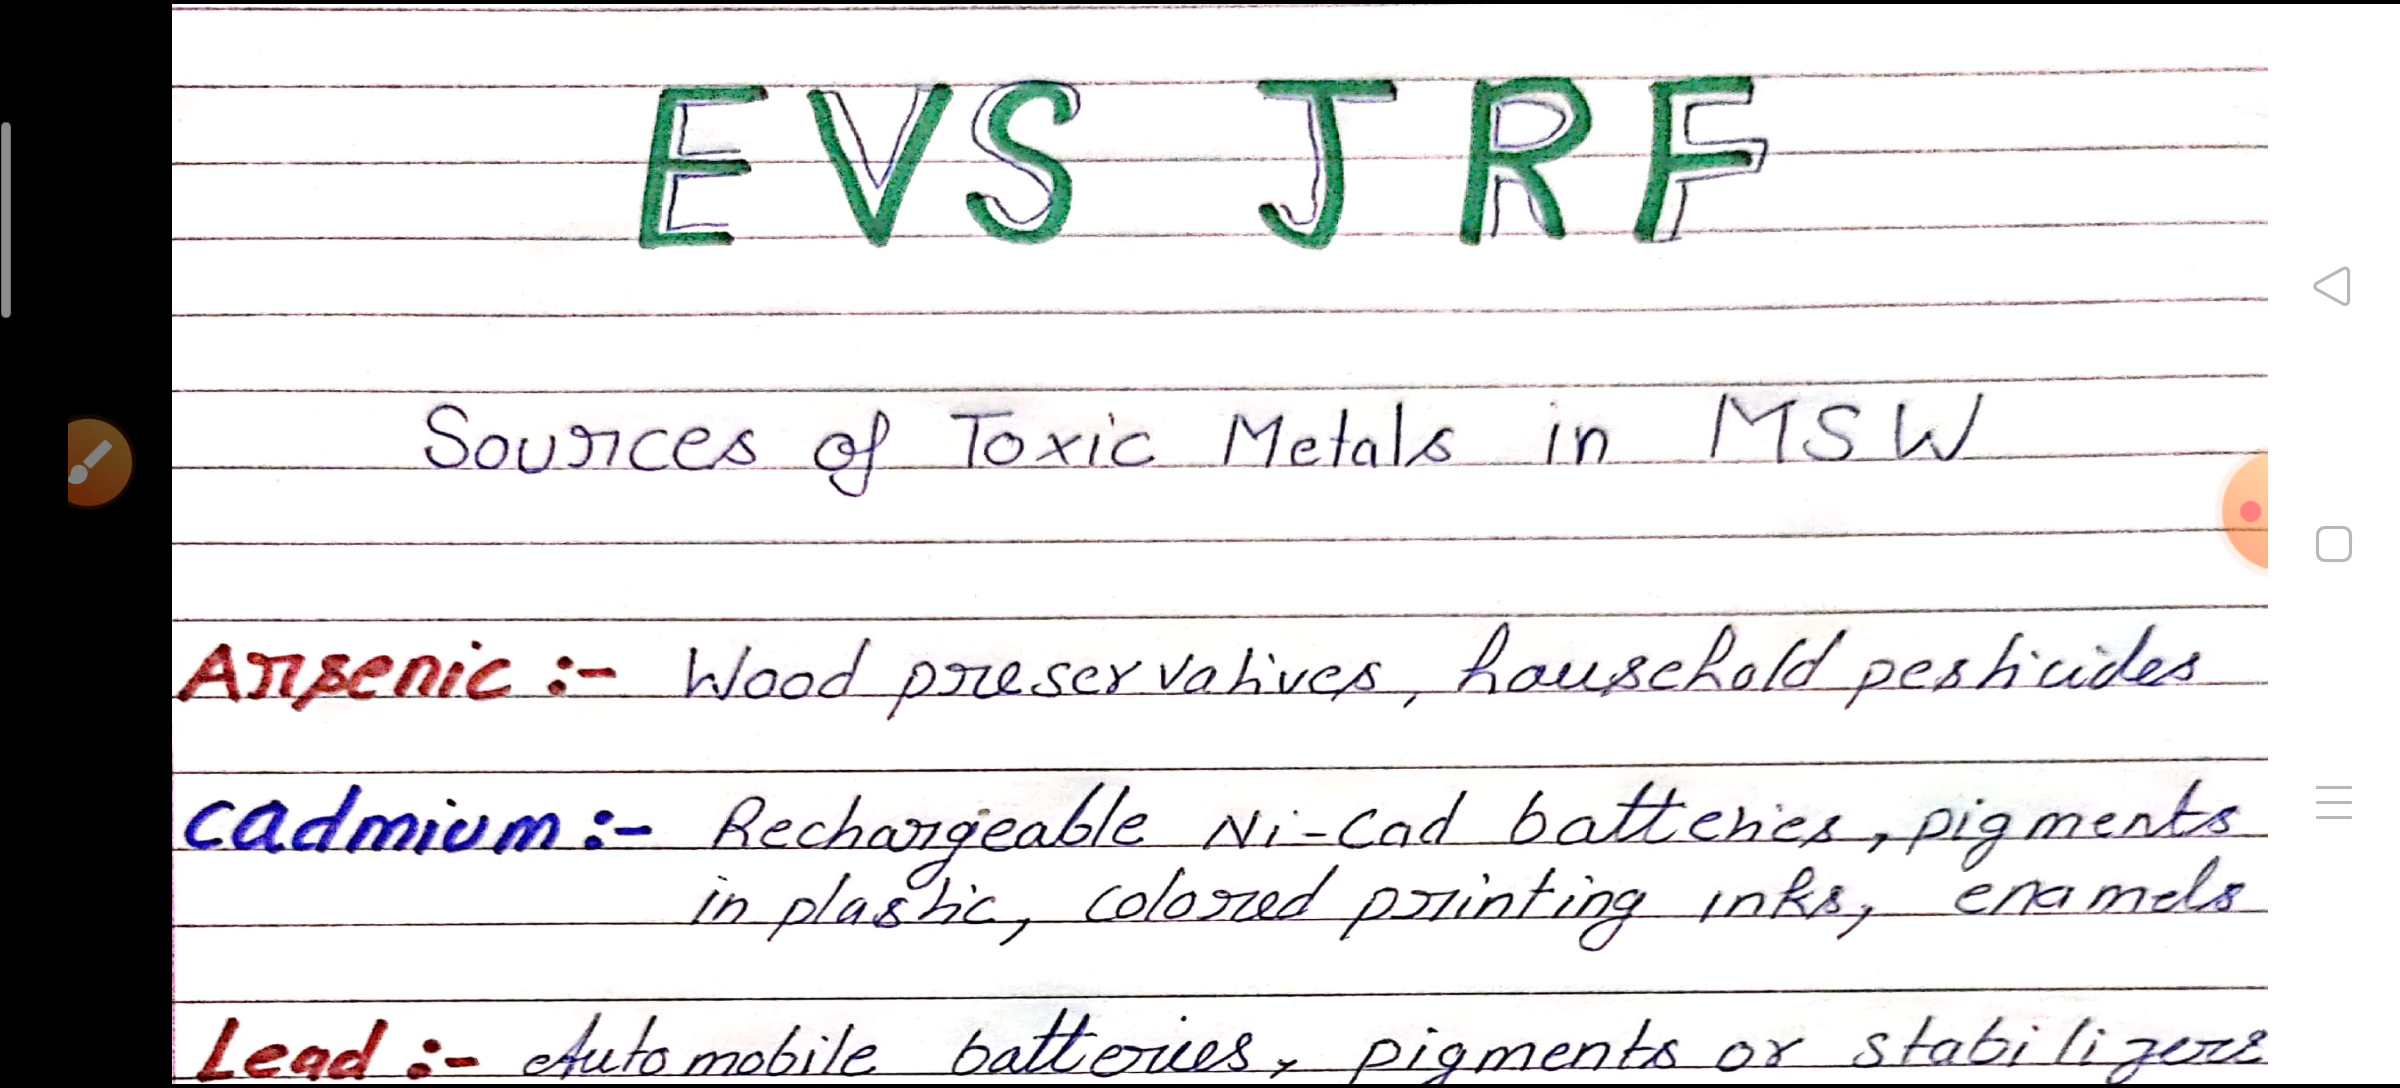 EVS JRF
Sources of Toxic Metals in MSW
Arsenic :- Wood preservatives, household pesticides
Cadmium :- Rechargeable Ni-Cad batteries, pigments
in plastic, colored printing inks, enamels
Lead :- Automobile batteries, pigments or stabilizers